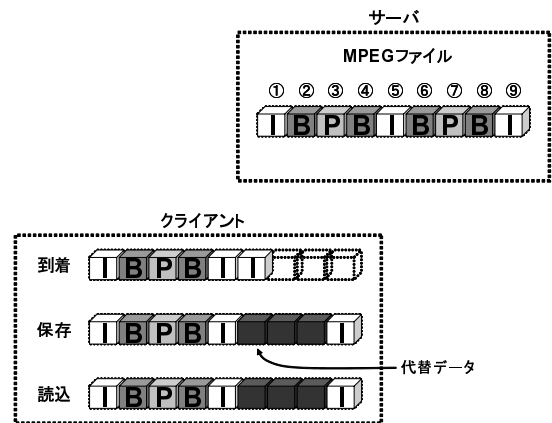 サーバ
MPEGファイル
① ② ③ ④ ⑤ ⑥ ⑦ ⑧ ⑨
I B P B I B P B I
クライアント
到着 I B P B I I
保存 I B P B I I
代替データ
読込 I B P B I I